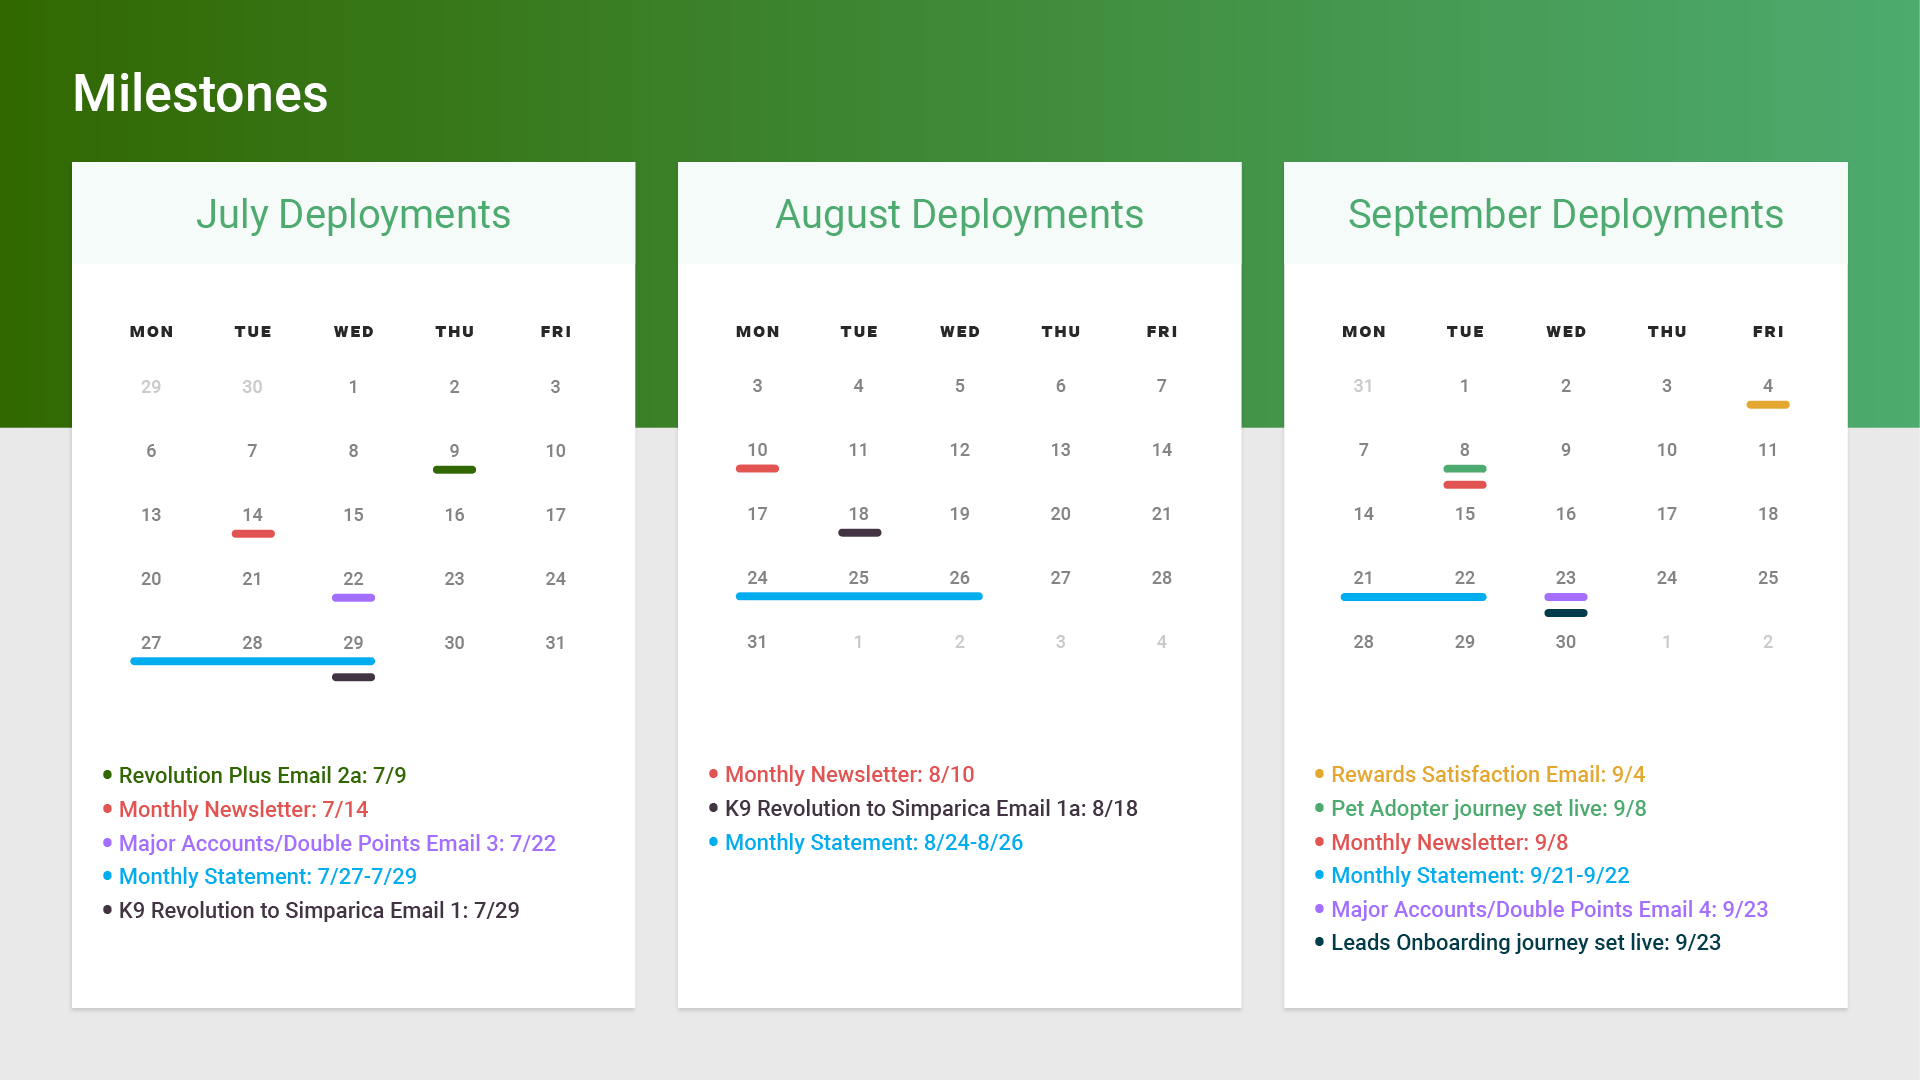 Milestones
July Deployments
MON TUE WED THU FRI
29 30 1 2 3
6 7 8 9 10
13 14 15 16 17
20 21 22 23 24
27 28 29 30 31
• Revolution Plus Email 2a: 7/9
• Monthly Newsletter: 7/14
• Major Accounts/Double Points Email 3: 7/22
• Monthly Statement: 7/27-7/29
• K9 Revolution to Simparica Email 1: 7/29
August Deployments
MON TUE WED THU FRI
3 4 5 6 7
10 11 12 13 14
17 18 19 20 21
24 25 26 27 28
31 1 2 3 4
• Monthly Newsletter: 8/10
• K9 Revolution to Simparica Email 1a: 8/18
• Monthly Statement: 8/24-8/26
September Deployments
MON TUE WED THU FRI
31 1 2 3 4
7 8 9 10 11
14 15 16 17 18
21 22 23 24 25
28 29 30 1 2
• Rewards Satisfaction Email: 9/4
• Pet Adopter journey set live: 9/8
• Monthly Newsletter: 9/8
• Monthly Statement: 9/21-9/22
• Major Accounts/Double Points Email 4: 9/23
• Leads Onboarding journey set live: 9/23